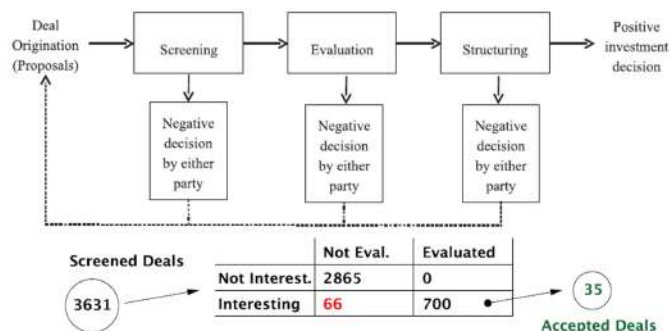 Deal
Origination
(Proposals)
Screening
Evaluation
Structuring
Positive
investment
decision
Negative
decision
by either
party
Negative
decision
by either
party
Negative
decision
by either
party
Screened Deals
3631
Not Eval. Evaluated
Not Interest. 2865 0
Interesting 66 700
35
Accepted Deals